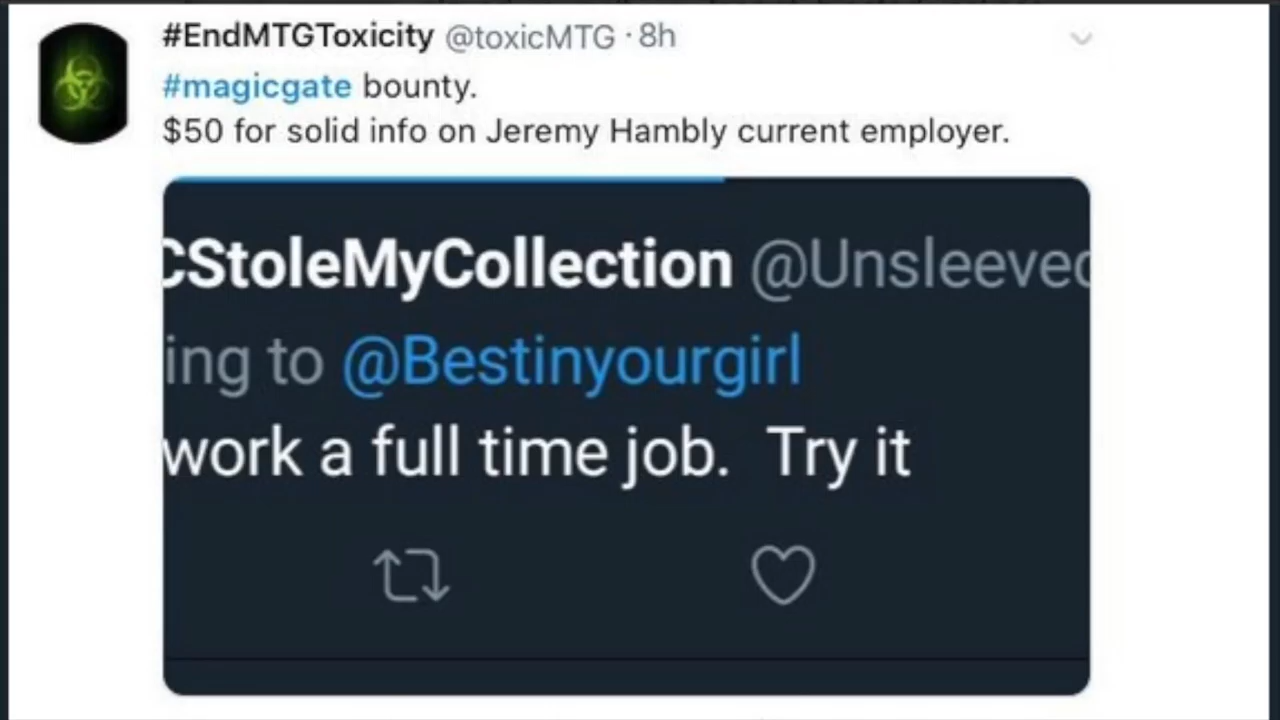 #EndMTGToxicity @toxicMTG · 8h
#magicgate bounty.
$50 for solid info on Jeremy Hambly current employer.
CStoleMyCollection @Unsleeved
ing to @Bestinyourgirl
work a full time job. Try it